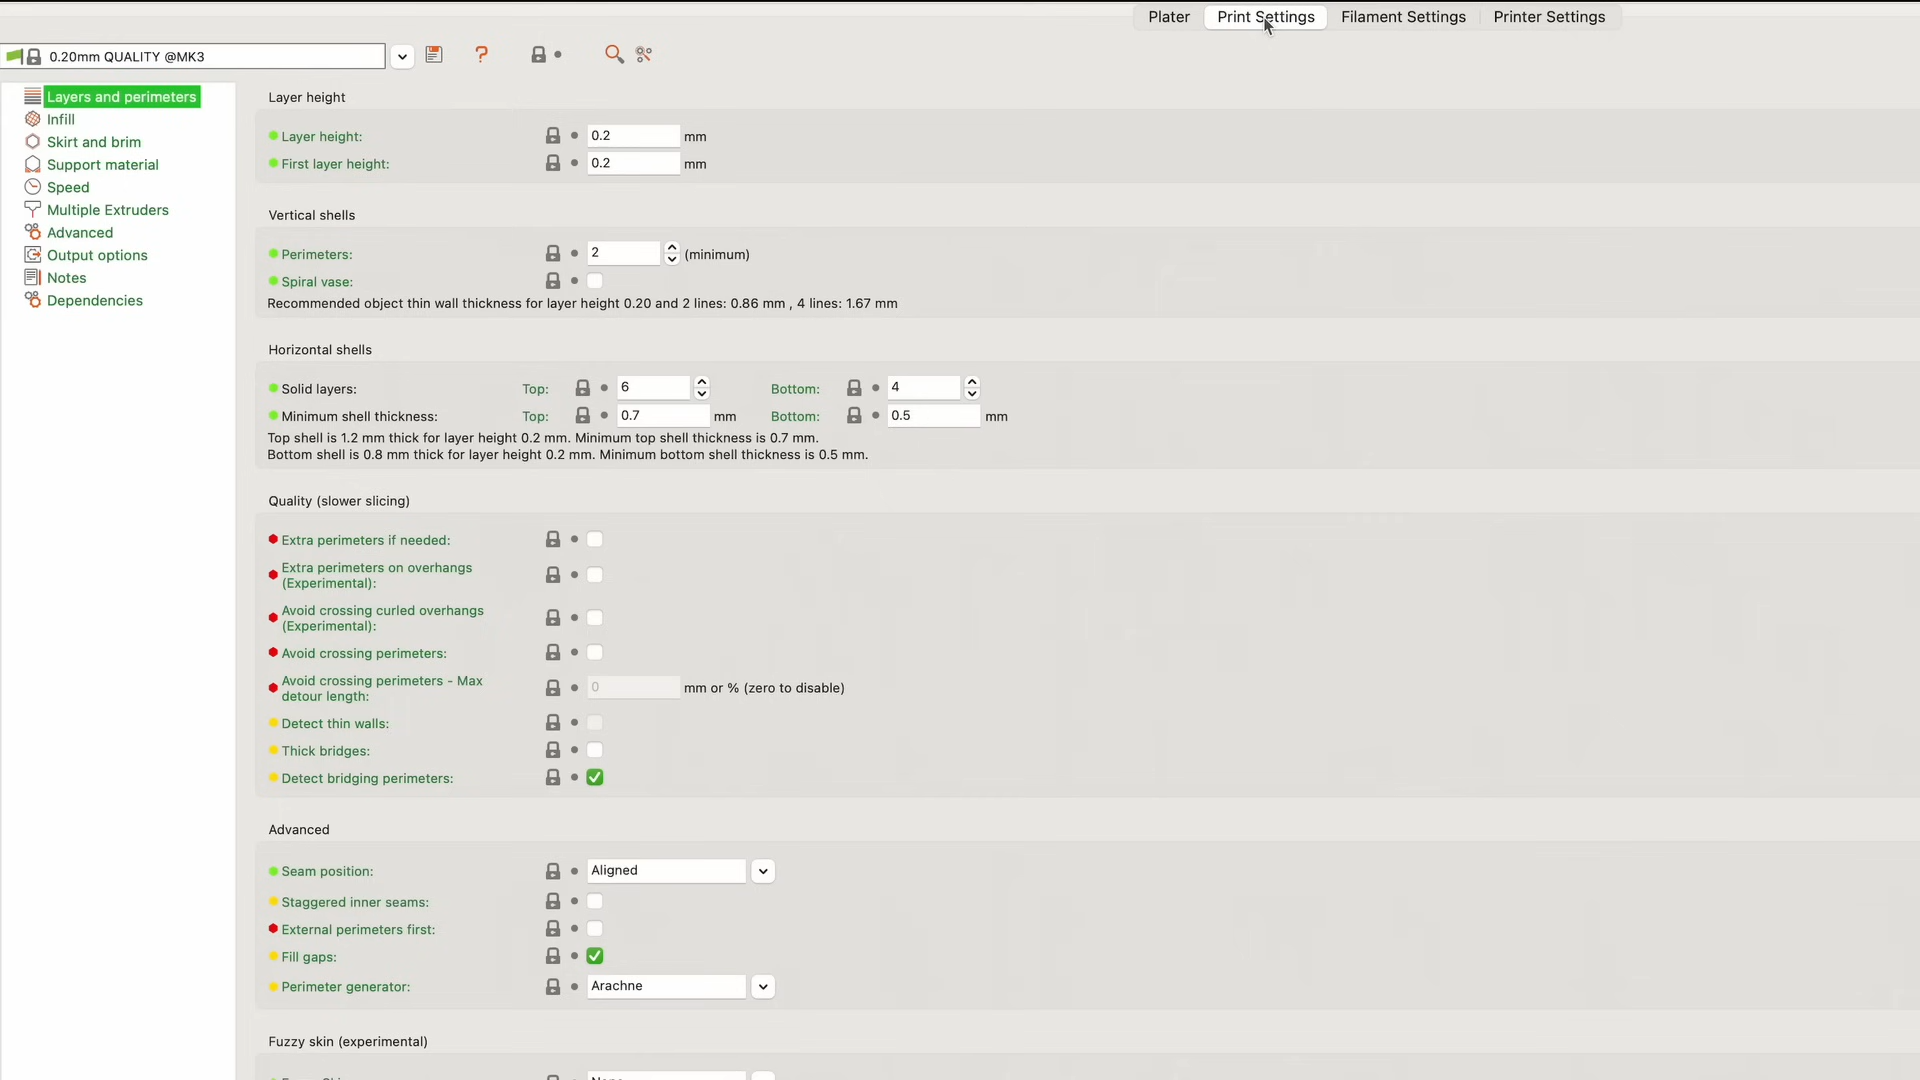 Plater Print Settings Filament Settings Printer Settings
0.20mm QUALITY @MK3
Layers and perimeters
Infill
Skirt and brim
Support material
Speed
Multiple Extruders
Advanced
Output options
Notes
Dependencies
Layer height
Layer height: 0.2 mm
First layer height: 0.2 mm
Vertical shells
Perimeters: 2 (minimum)
Spiral vase:
Recommended object thin wall thickness for layer height 0.20 and 2 lines: 0.86 mm , 4 lines: 1.67 mm
Horizontal shells
Solid layers: Top: 6 Bottom: 4
Minimum shell thickness: Top: 0.7 mm Bottom: 0.5 mm
Top shell is 1.2 mm thick for layer height 0.2 mm. Minimum top shell thickness is 0.7 mm.
Bottom shell is 0.8 mm thick for layer height 0.2 mm. Minimum bottom shell thickness is 0.5 mm.
Quality (slower slicing)
Extra perimeters if needed:
Extra perimeters on overhangs
(Experimental):
Avoid crossing curled overhangs
(Experimental):
Avoid crossing perimeters:
Avoid crossing perimeters - Max
detour length: 0 mm or % (zero to disable)
Detect thin walls:
Thick bridges:
Detect bridging perimeters:
Advanced
Seam position: Aligned
Staggered inner seams:
External perimeters first:
Fill gaps:
Perimeter generator: Arachne
Fuzzy skin (experimental)